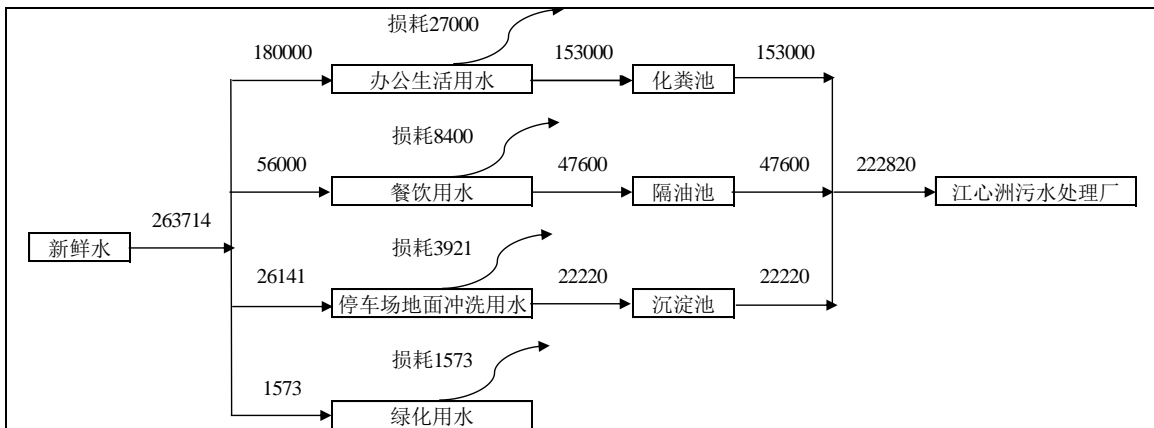 损耗27000
180000
153000
153000
办公生活用水
化粪池
损耗8400
56000
47600
47600
222820
餐饮用水
隔油池
江心洲污水处理厂
263714
新鲜水
损耗3921
26141
22220
22220
停车场地面冲洗用水
沉淀池
损耗1573
1573
绿化用水